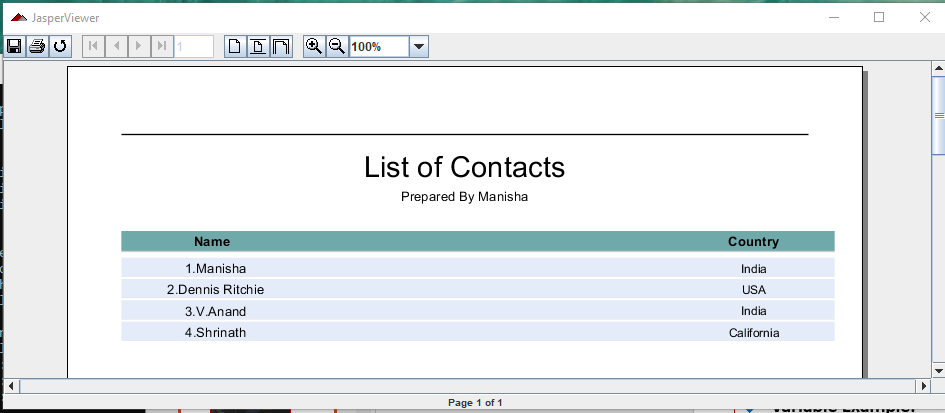 JasperViewer
1
100%
List of Contacts
Prepared By Manisha
Name Country
1.Manisha India
2.Dennis Ritchie USA
3.V.Anand India
4.Shrinath California
Page 1 of 1